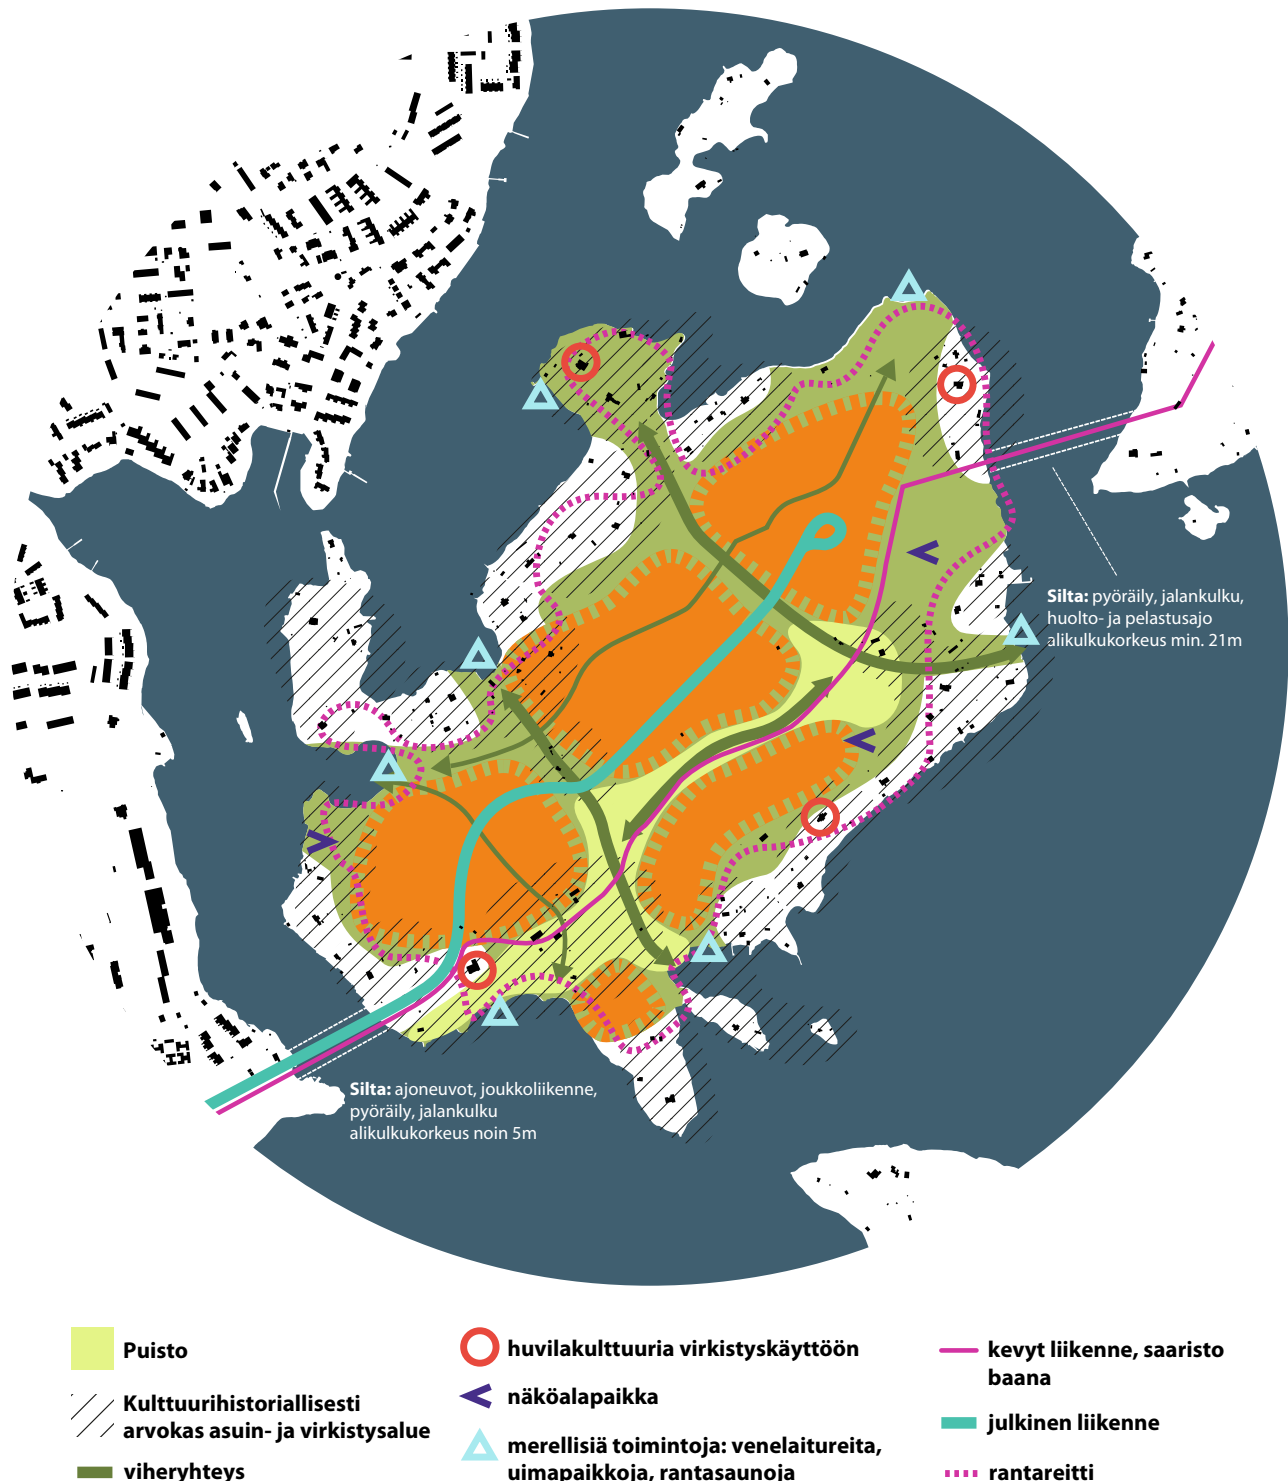 Silta: pyöräily, jalankulku,
huolto- ja pelastusajo
alikulkukorkeus min. 21m
Silta: ajoneuvot, joukkoliikenne,
pyöräily, jalankulku
alikulkukorkeus noin 5m
Puisto
Kulttuurihistoriallisesti
arvokas asuin- ja virkistysalue
viheryhteys
huvilakulttuuria virkistyskäyttöön
näköalapaikka
merellisiä toimintoja: venelaitureita,
uimapaikkoja, rantasaunoja
kevyt liikenne, saaristo
baana
julkinen liikenne
rantareitti